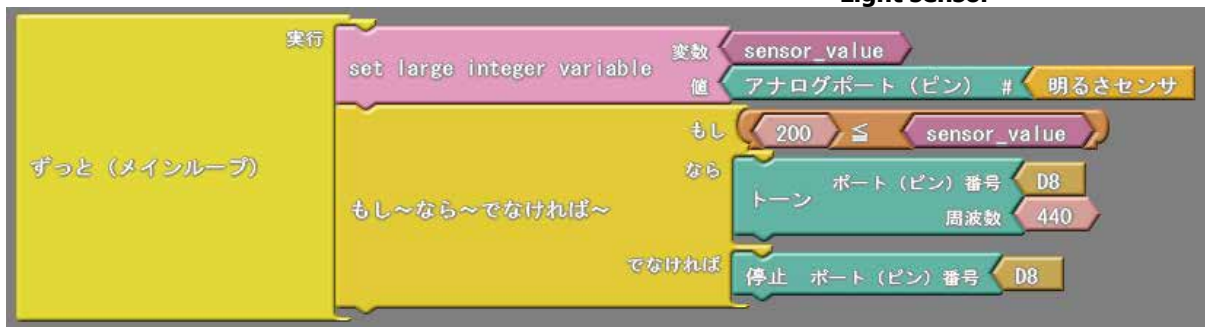 Light sensor
実行
set large integer variable
変数 sensor_value
値 アナログポート (ピン) # 明るさセンサ
ずっと (メインループ)
もし~なら~でなければ~
もし 200 ≦ sensor_value
なら トーン ポート (ピン) 番号 D8
周波数 440
でなければ 停止 ポート (ピン) 番号 D8